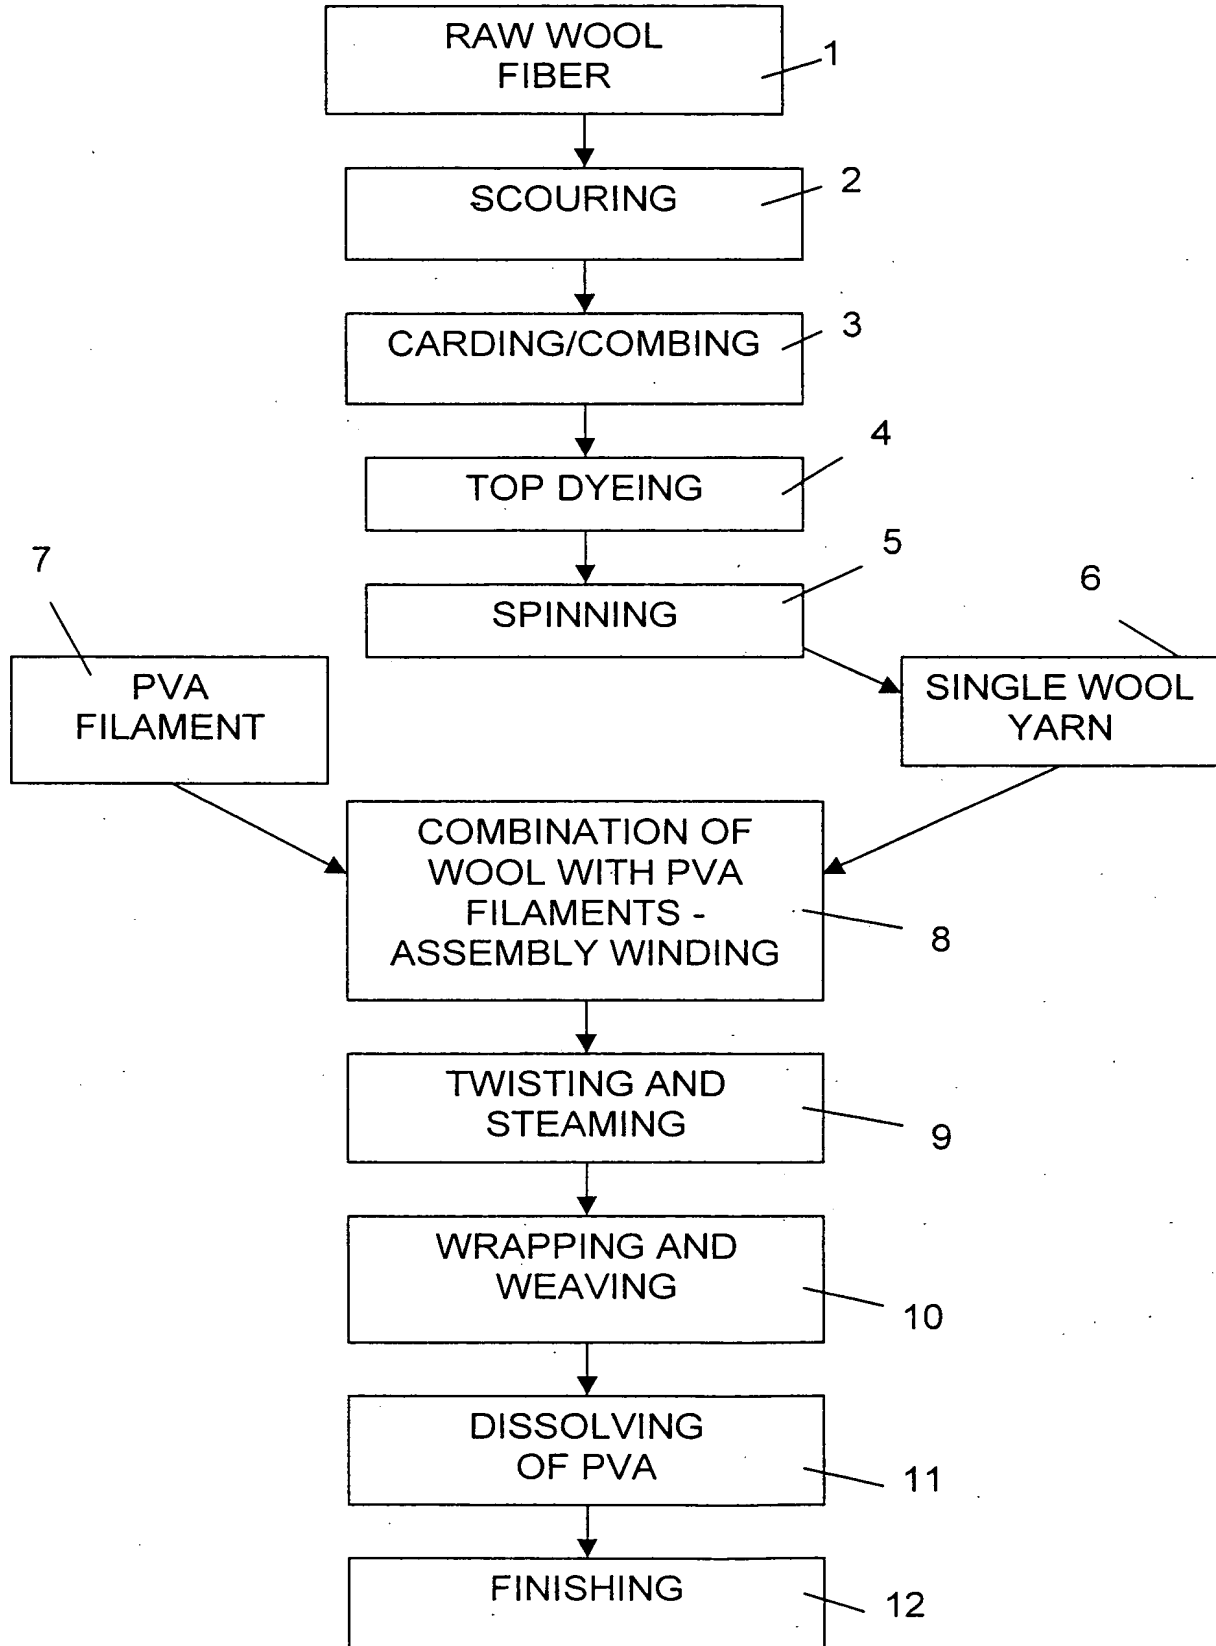 RAW WOOL
FIBER
1
SCOURING
2
CARDING/COMBING
3
TOP DYEING
4
SPINNING
5
6
SINGLE WOOL
YARN
7
PVA
FILAMENT
COMBINATION OF
WOOL WITH PVA
FILAMENTS -
ASSEMBLY WINDING
8
TWISTING AND
STEAMING
9
WRAPPING AND
WEAVING
10
DISSOLVING
OF PVA
11
FINISHING
12